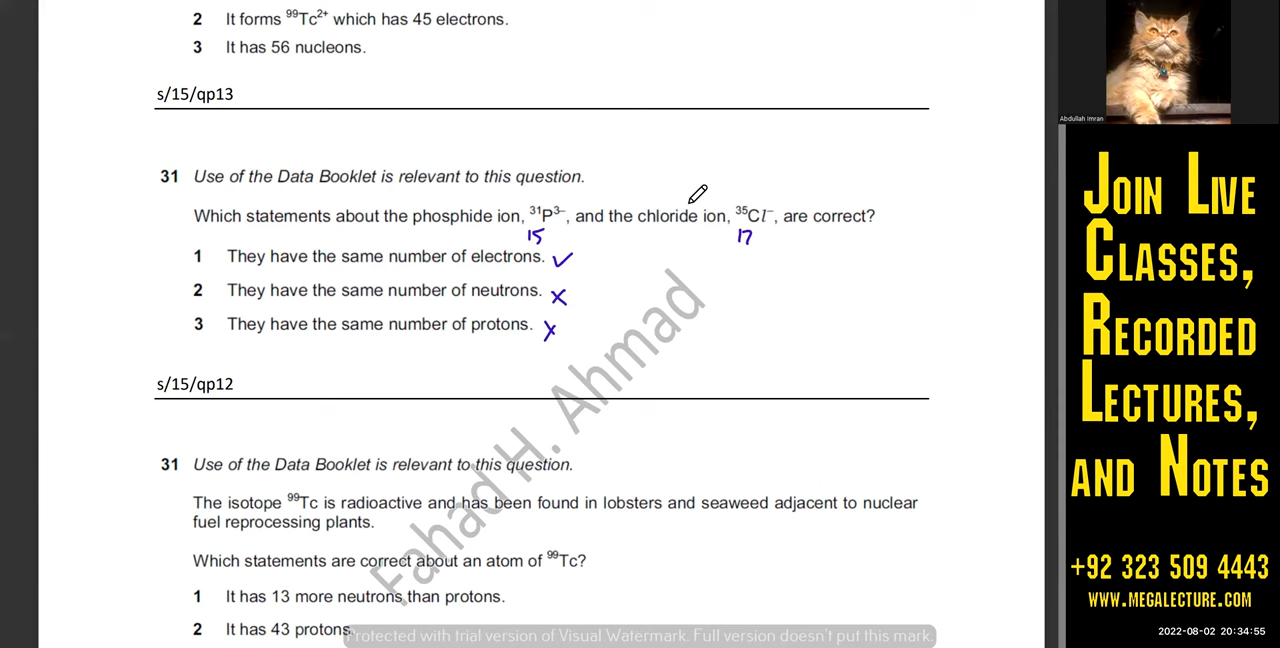 2 It forms ⁹⁹Tc²⁺ which has 45 electrons.
3 It has 56 nucleons.
s/15/qp13
31 Use of the Data Booklet is relevant to this question.
Which statements about the phosphide ion, ³¹P³⁻, and the chloride ion, ³⁵Cl⁻, are correct?
15 17
1 They have the same number of electrons. ✓
2 They have the same number of neutrons. ✗
3 They have the same number of protons. ✗
s/15/qp12
31 Use of the Data Booklet is relevant to this question.
The isotope ⁹⁹Tc is radioactive and has been found in lobsters and seaweed adjacent to nuclear
fuel reprocessing plants.
Which statements are correct about an atom of ⁹⁹Tc?
1 It has 13 more neutrons than protons.
2 It has 43 protons.
Fahad H. Ahmad
Protected with trial version of Visual Watermark. Full version doesn't put this mark.
Abdullah Imran
JOIN LIVE
CLASSES,
RECORDED
LECTURES,
AND NOTES
+92 323 509 4443
WWW.MEGALECTURE.COM
2022-08-02 20:34:55